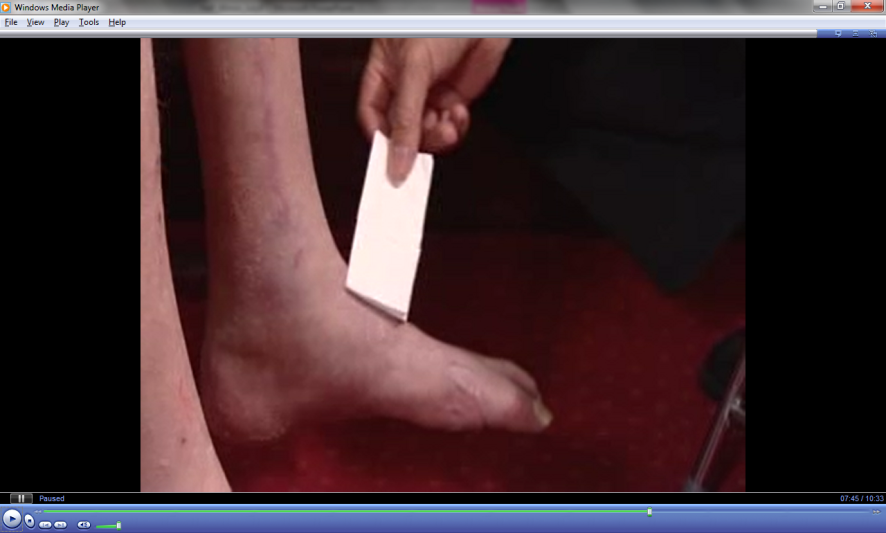 Windows Media Player
File View Play Tools Help
Paused 07:45 / 10:33